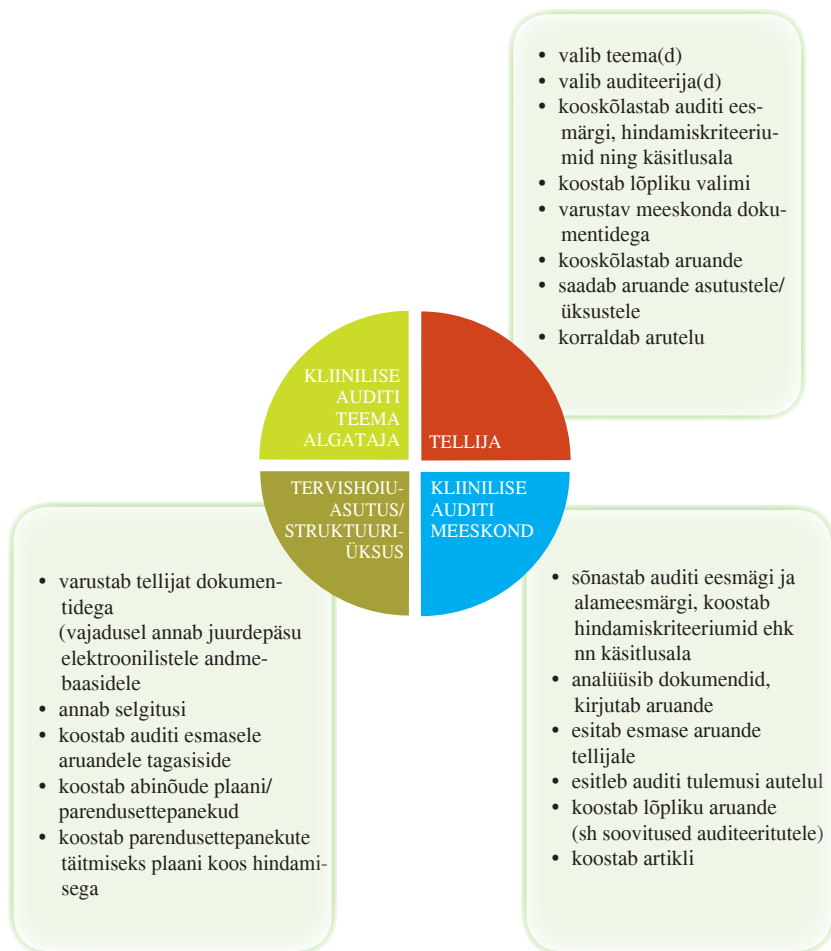 • valib teema(d)
• valib auditeerija(d)
• kooskõlastab auditi ees-
märgi, hindamiskriteeriu-
mid ning käsitlusala
• koostab lõpliku valimi
• varustav meeskonda doku-
mentidega
• kooskõlastab aruande
• saadab aruande asutustele/
üksustele
• korraldab arutelu
KLIINILISE
AUDITI
TEEMA
ALGATAJA
TELLIJA
TERVISHOIU-
ASUTUS/
STRUKTUURI-
ÜKSUS
KLIINILISE
AUDITI
MEESKOND
• varustab tellijat dokumen-
tidega
(vajadusel annab juurdepäsu
elektroonilistele andme-
baasidele
• annab selgitusi
• koostab auditi esmasele
aruandele tagasiside
• koostab abinõude plaani/
parendusettepanekud
• koostab parendusettepanekute
täitmiseks plaani koos hindami-
sega
• sõnastab auditi eesmägi ja
alameesmärgi, koostab
hindamiskriteeriumid ehk
nn käsitlusala
• analüüsib dokumendid,
kirjutab aruande
• esitab esmase aruande
tellijale
• esitleb auditi tulemusi autelul
• koostab lõpliku aruande
(sh soovitused auditeeritutele)
• koostab artikli